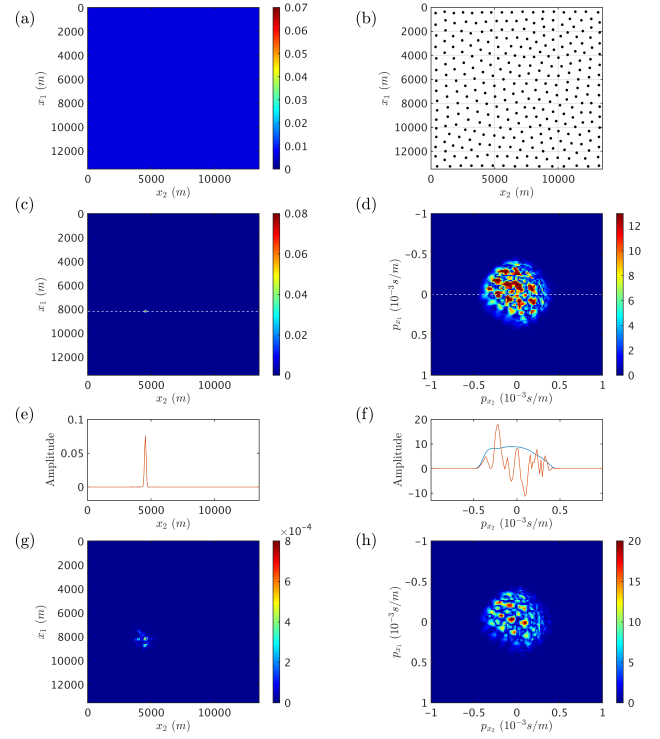 (a)
0
2000
4000
6000
8000
10000
12000
x₁ (m)
0 5000 10000
x₂ (m)
0.07
0.06
0.05
0.04
0.03
0.02
0.01
0
(b)
0
2000
4000
6000
8000
10000
12000
x₁ (m)
0 5000 10000
x₂ (m)
(c)
0
2000
4000
6000
8000
10000
12000
x₁ (m)
0 5000 10000
x₂ (m)
0.08
0.06
0.04
0.02
0
(d)
−1
−0.5
0
0.5
1
pₓ₁ (10⁻³s/m)
−1 −0.5 0 0.5 1
pₓ₂ (10⁻³s/m)
12
10
8
6
4
2
0
(e)
0.1
0.05
0
Amplitude
0 5000 10000
x₂ (m)
(f)
20
10
0
−10
Amplitude
−1 −0.5 0 0.5 1
pₓ₂ (10⁻³s/m)
(g)
0
2000
4000
6000
8000
10000
12000
x₁ (m)
0 5000 10000
x₂ (m)
×10⁻⁴
8
6
4
2
0
(h)
−1
−0.5
0
0.5
1
pₓ₁ (10⁻³s/m)
−1 −0.5 0 0.5 1
pₓ₂ (10⁻³s/m)
20
15
10
5
0